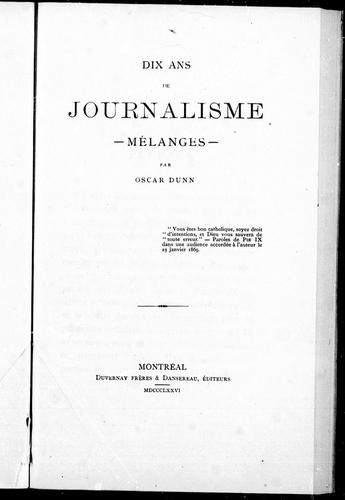 DIX ANS
DE
JOURNALISME
— MÉLANGES —
PAR
OSCAR DUNN
" Vous êtes bon catholique, soyez droit
" d'intentions, et Dieu vous sauvera de
" toute erreur." — Paroles de PIE IX
dans une audience accordée à l'auteur le
25 janvier 1869.
MONTRÉAL
DUVERNAY FRÈRES & DANSEREAU, ÉDITEURS
MDCCCLXXVI